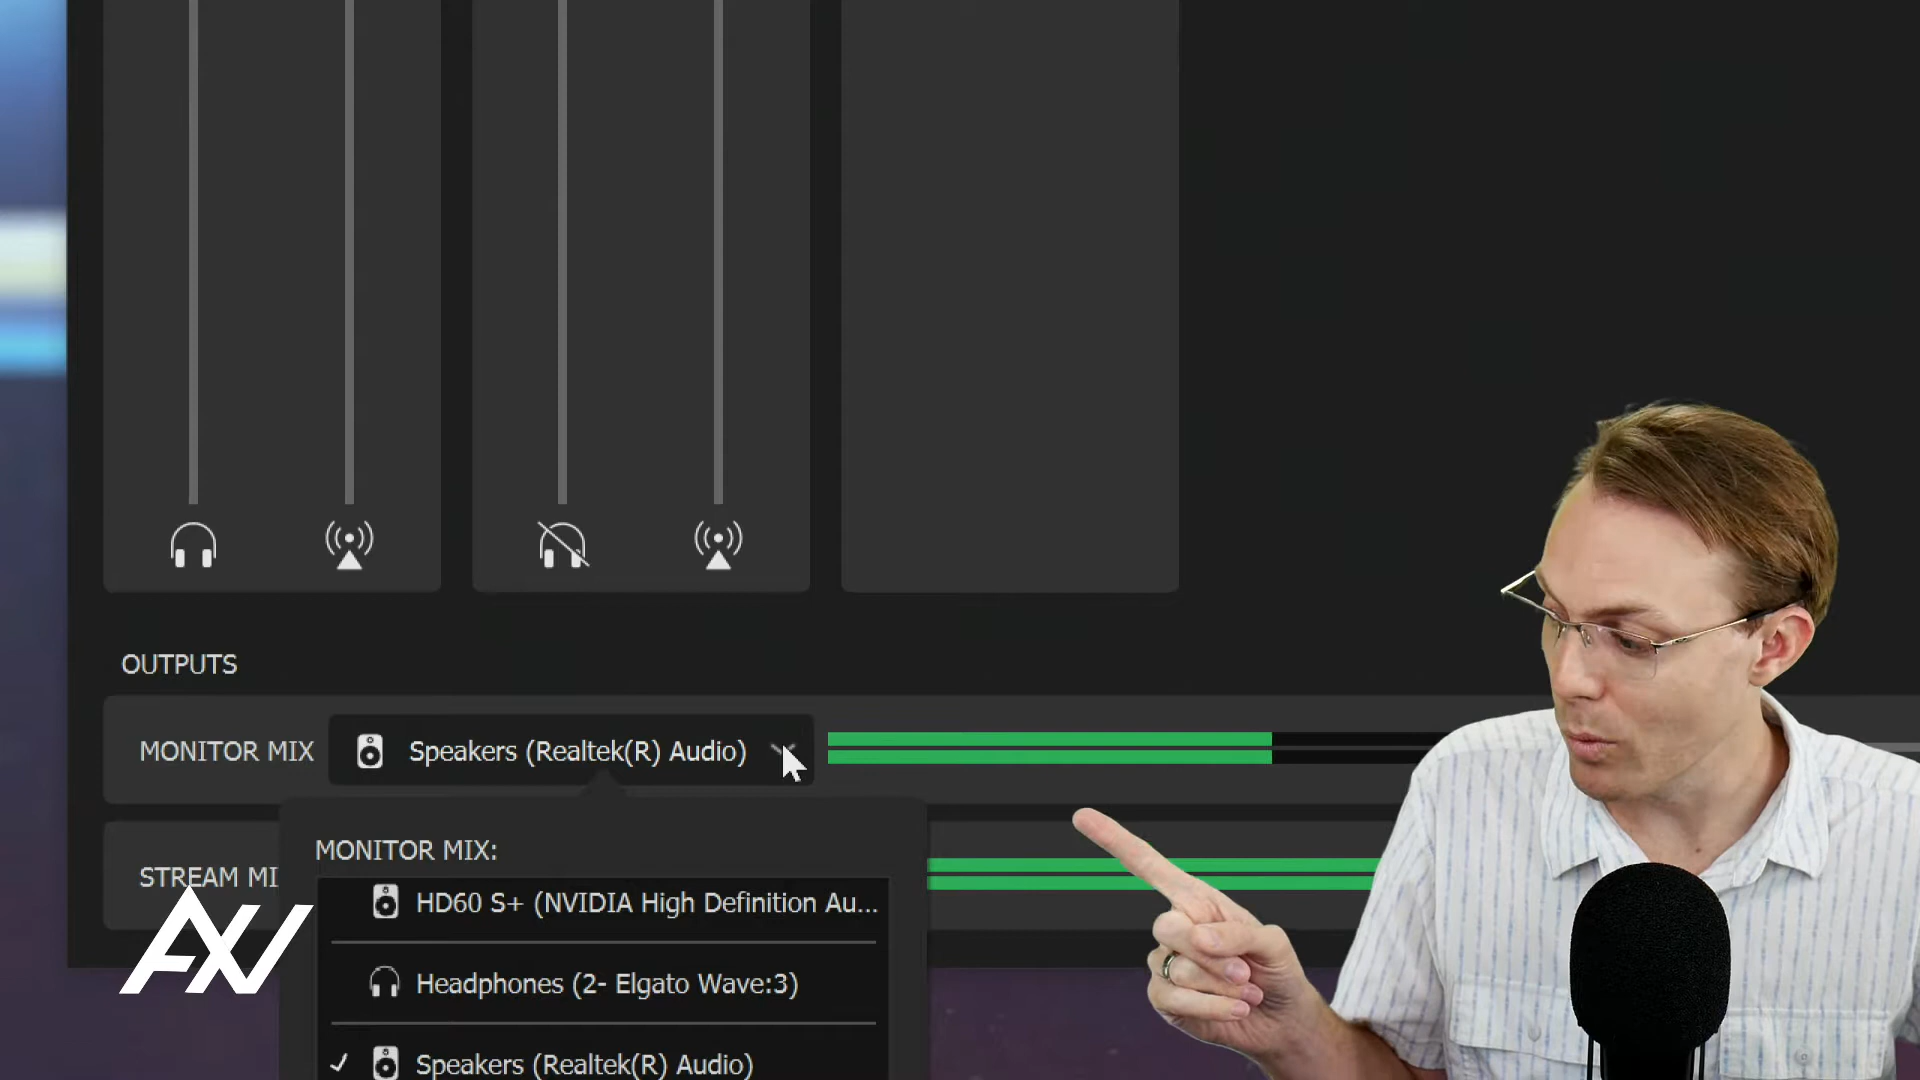 OUTPUTS
MONITOR MIX
Speakers (Realtek(R) Audio)
MONITOR MIX:
STREAM MI
HD60 S+ (NVIDIA High Definition Au...
Headphones (2- Elgato Wave:3)
Speakers (Realtek(R) Audio)